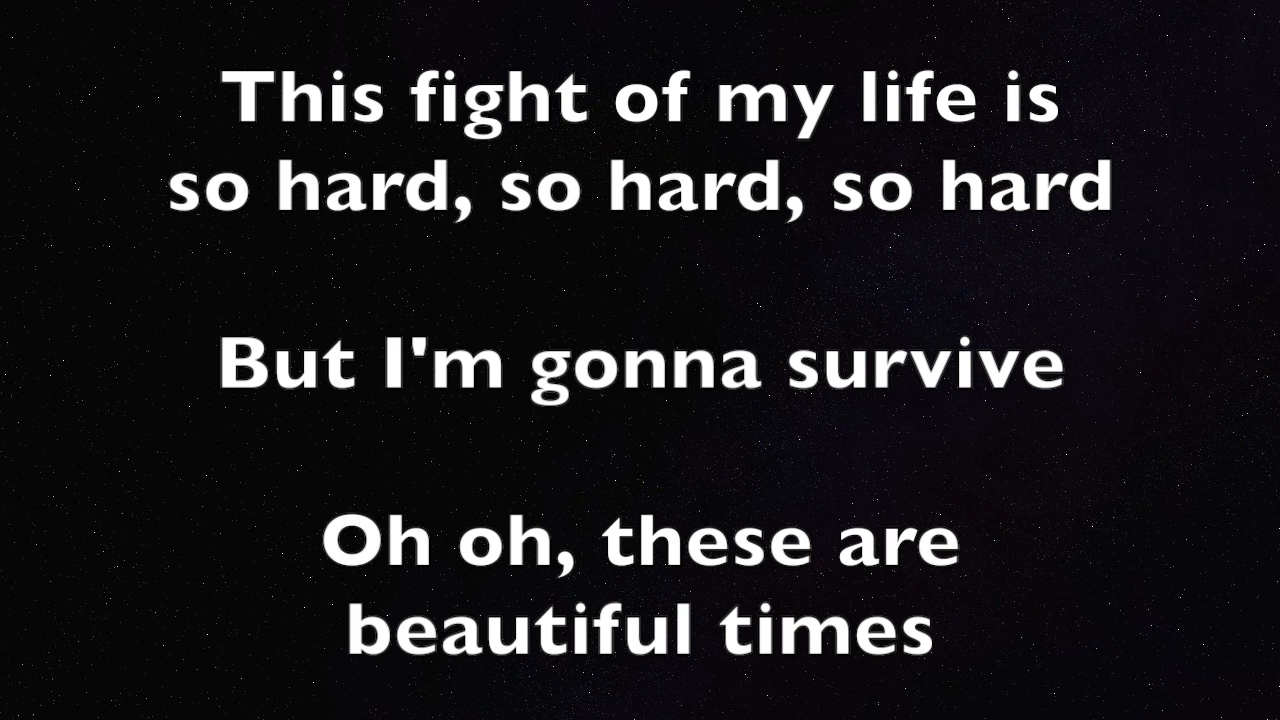 This fight of my life is
so hard, so hard, so hard
But I'm gonna survive
Oh oh, these are
beautiful times